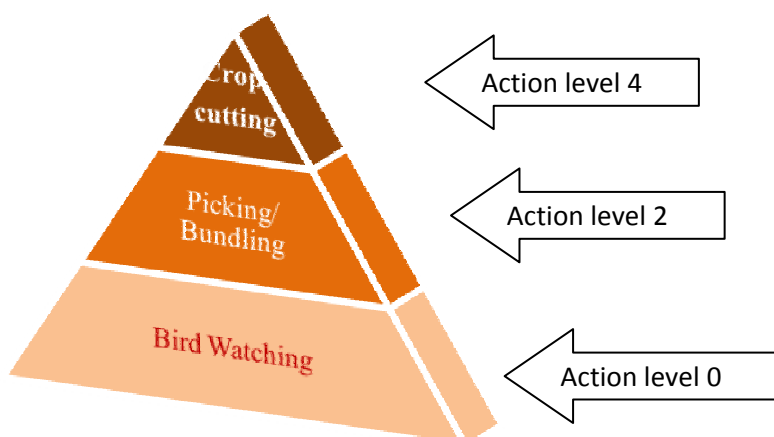 Crop
cutting
Action level 4
Picking/
Bundling
Action level 2
Bird Watching
Action level 0